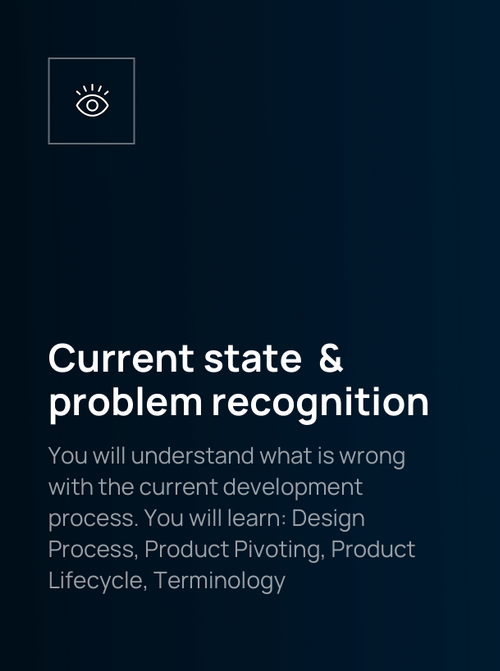 Current state  &
problem recognition
You will understand what is wrong
with the current development
process. You will learn: Design
Process, Product Pivoting, Product
Lifecycle, Terminology